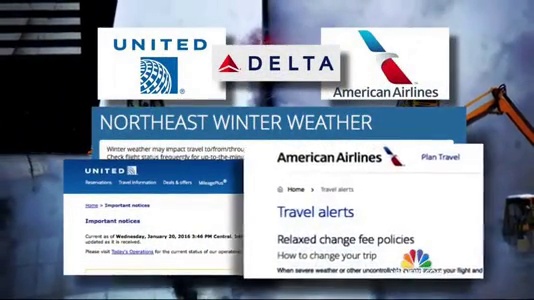 UNITED
DELTA
American Airlines
NORTHEAST WINTER WEATHER
Winter weather may impact travel to/from/throu
Check flight status frequently for up-to-the-minute
UNITED
Reservations Travel information Deals & offers MileagePlus
Home > Important notices
Important notices
Current as of Wednesday, January 20, 2016 3:46 PM Central.
updated as it is received.
Please visit Today's Operations for the current status of our
American Airlines
Plan Travel
Home > Travel alerts
Travel alerts
Relaxed change fee policies
How to change your trip
When severe weather or other uncontrollable your flight and